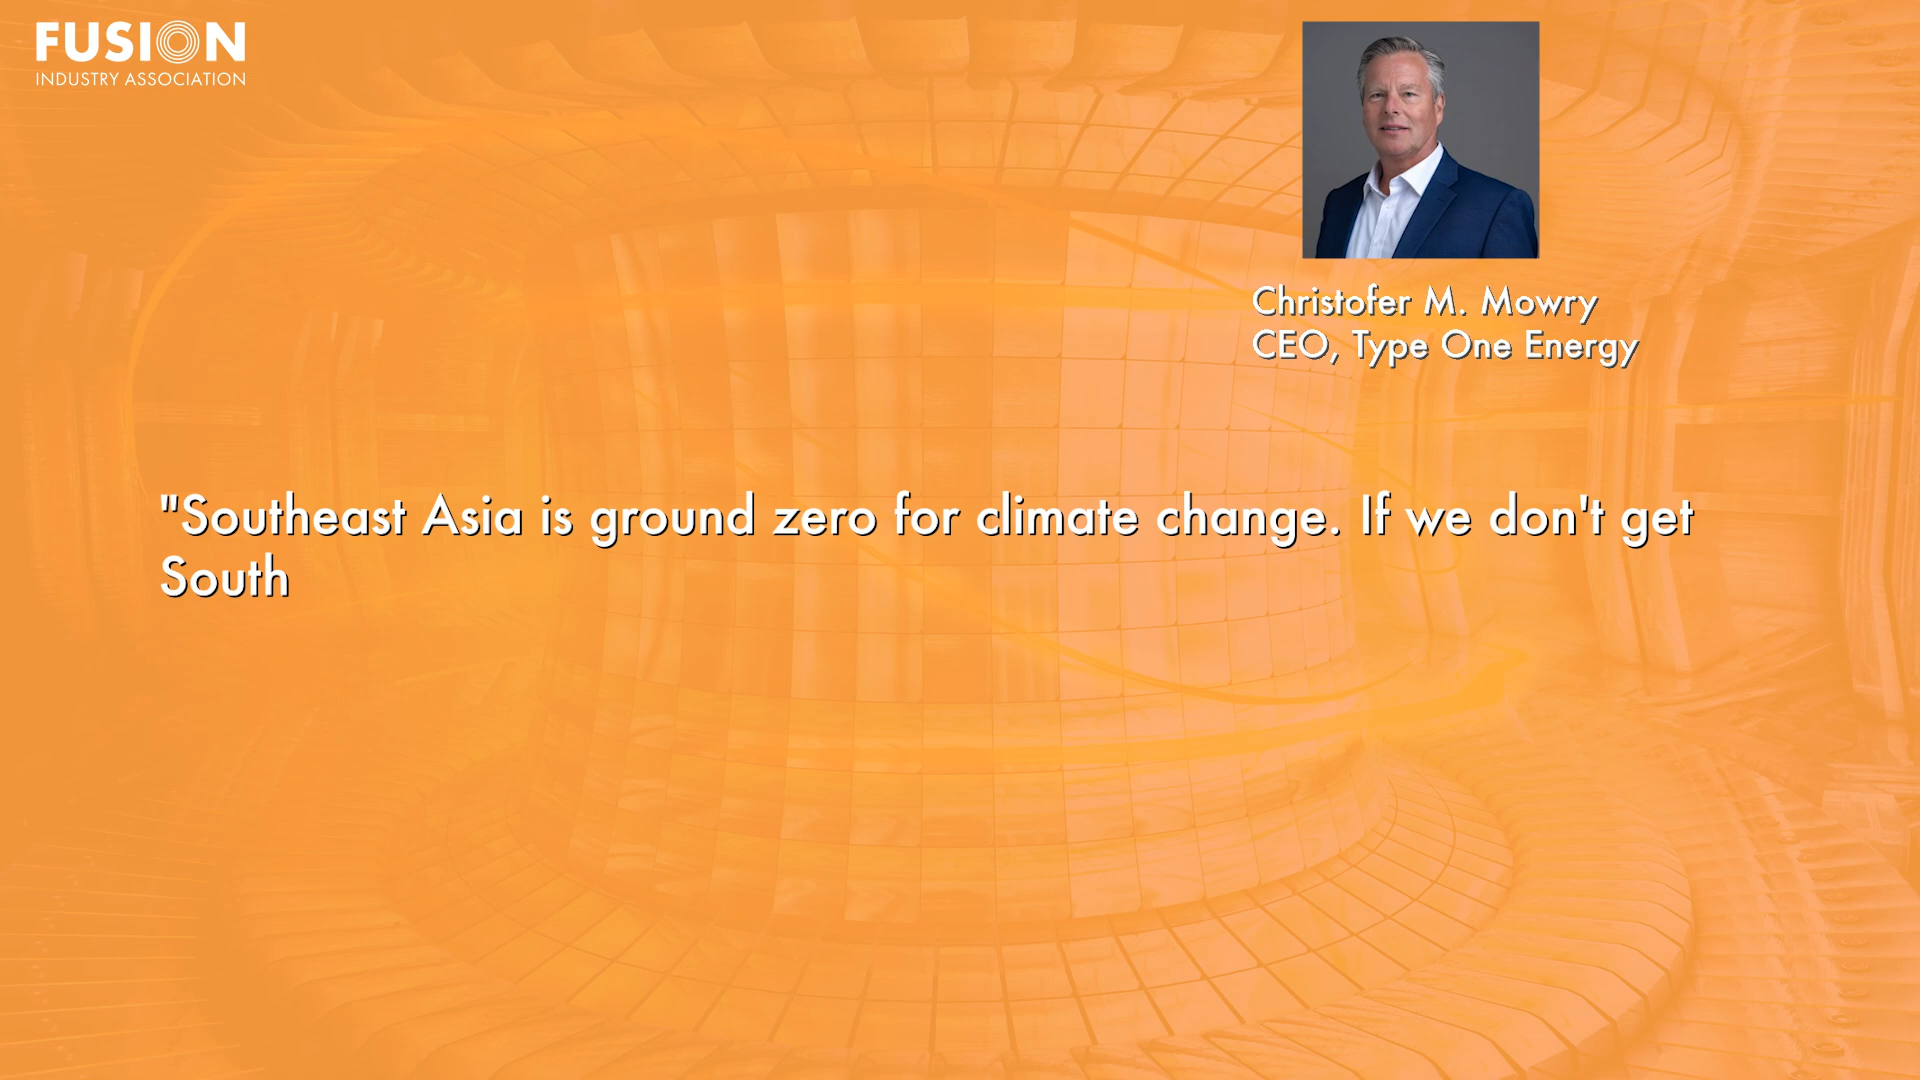 FUSION
INDUSTRY ASSOCIATION
Christofer M. Mowry
CEO, Type One Energy
"Southeast Asia is ground zero for climate change. If we don't get
South